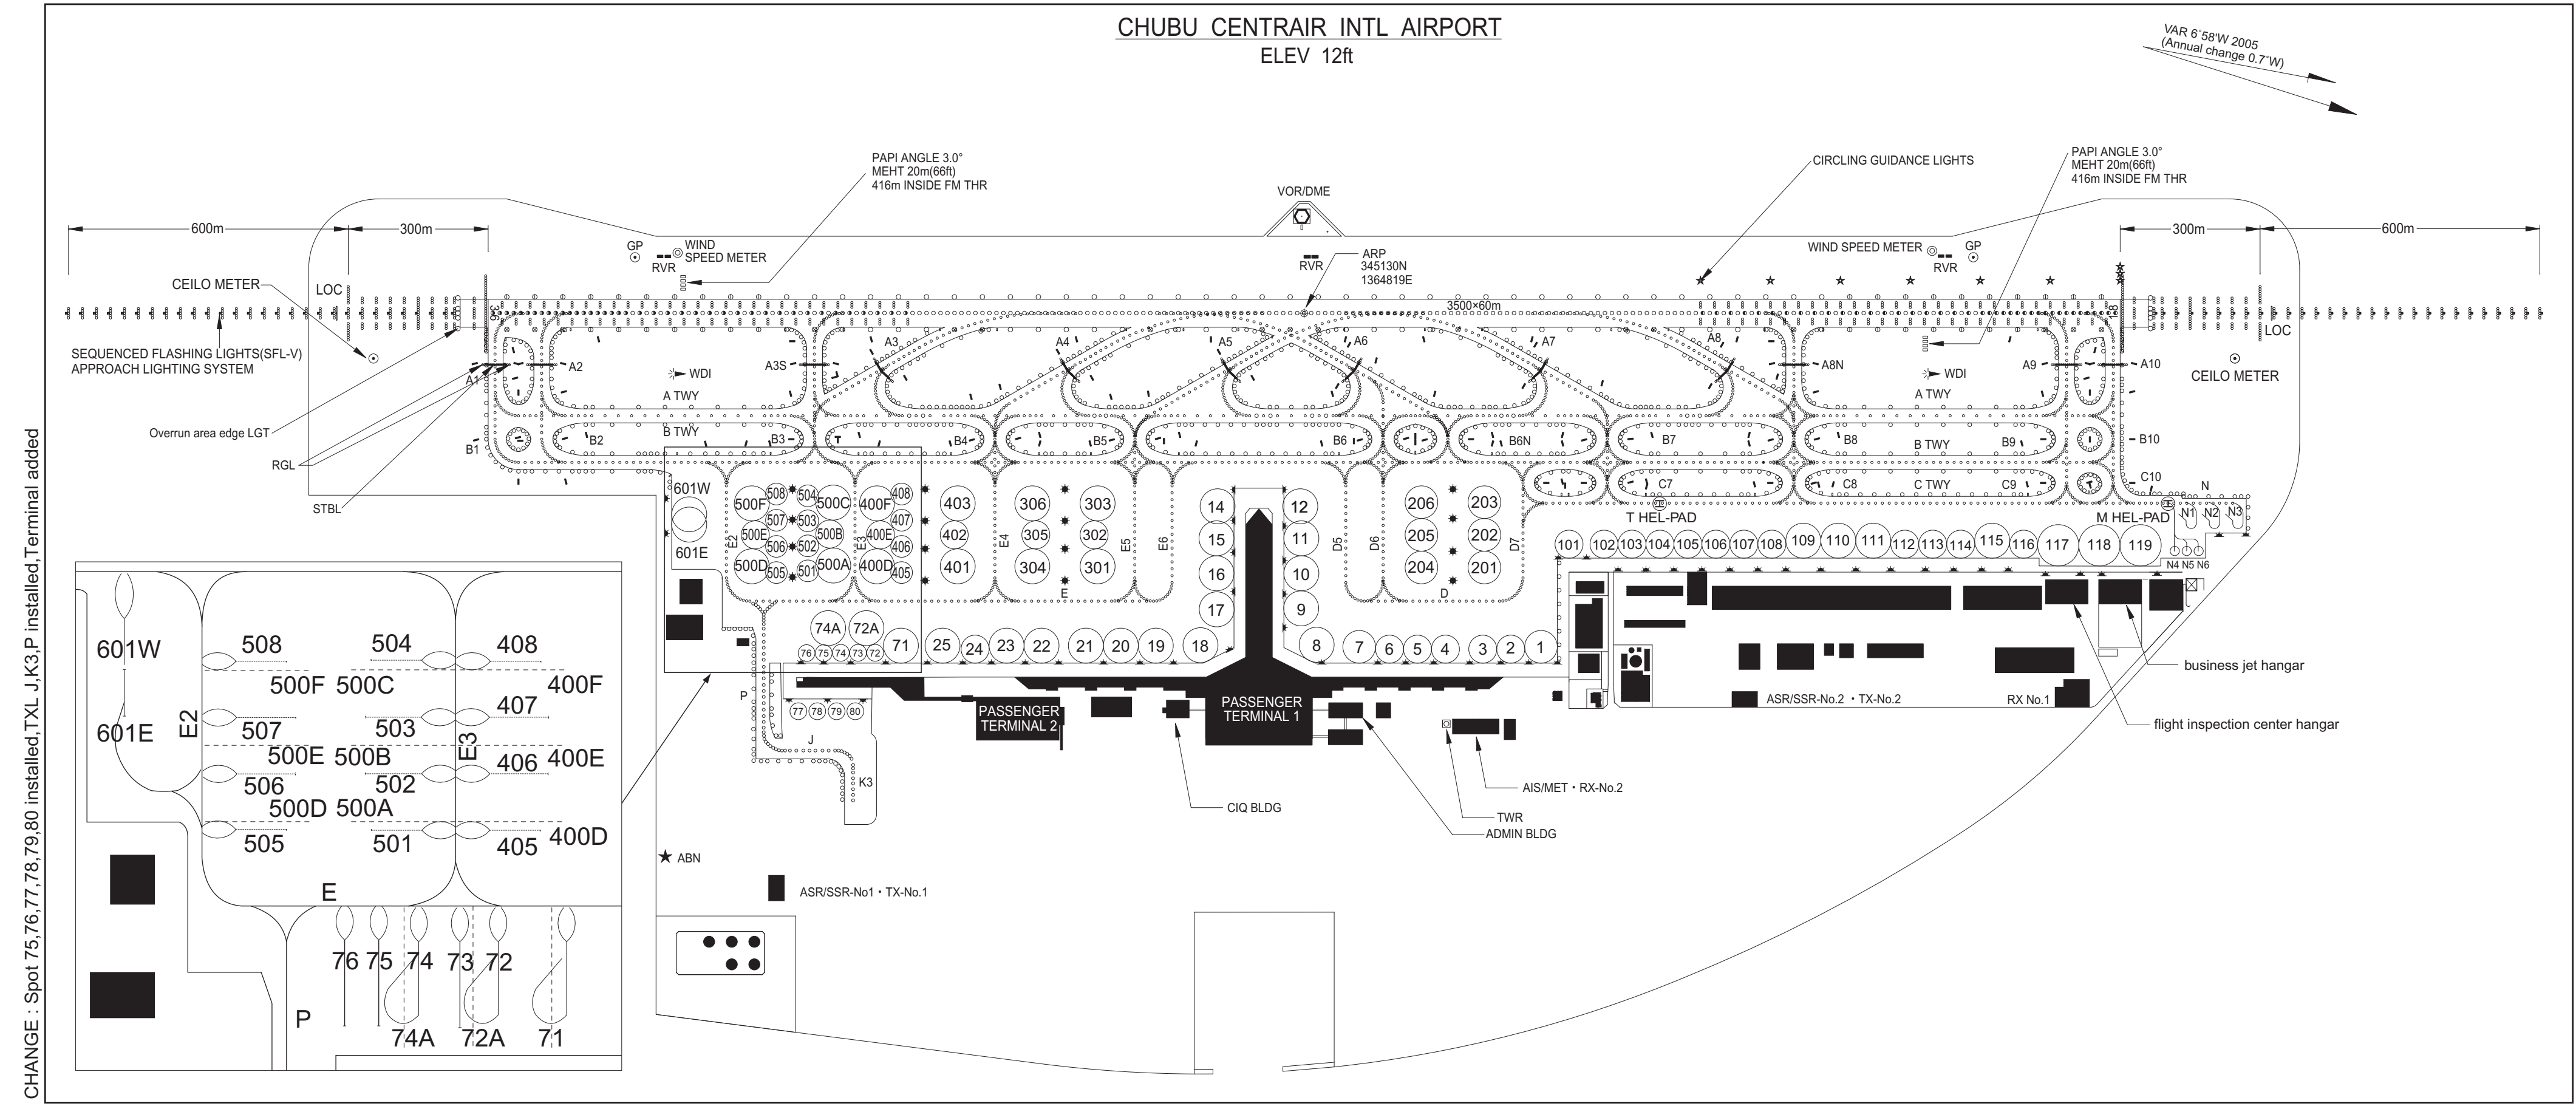 CHUBU CENTRAIR INTL AIRPORT
ELEV 12ft
VAR 6°58'W 2005
(Annual change 0.7'W)
PAPI ANGLE 3.0°
MEHT 20m(66ft)
416m INSIDE FM THR
CIRCLING GUIDANCE LIGHTS
PAPI ANGLE 3.0°
MEHT 20m(66ft)
416m INSIDE FM THR
VOR/DME
600m
300m
300m
600m
GP
WIND
SPEED METER
RVR
RVR
ARP
345130N
1364819E
WIND SPEED METER
GP
RVR
CEILO METER
LOC
36
3500×60m
18
LOC
SEQUENCED FLASHING LIGHTS(SFL-V)
APPROACH LIGHTING SYSTEM
A1
A2
WDI
A3S
A3
A4
A5
A6
A7
A8
A8N
WDI
A9
A10
CEILO METER
A TWY
A TWY
Overrun area edge LGT
B TWY
B1
B2
B3
B4
B5
B6
B6N
B7
B8
B TWY
B9
B10
RGL
STBL
C7
C8
C TWY
C9
C10
N
T HEL-PAD
M HEL-PAD
N1
N2
N3
N4 N5 N6
601W
601E
E2
500F
500E
500D
508
507
506
505
504
503
502
501
500C
500B
500A
E3
400F
400E
400D
408
407
406
405
403
402
401
E4
306
305
304
303
302
301
E5
E6
E
14
15
16
17
12
11
10
9
D5
D6
206
205
204
203
202
201
D7
D
101 102 103 104 105 106 107 108 109 110 111 112 113 114 115 116 117 118 119
74A
72A
76 75 74 73 72 71 25 24 23 22 21 20 19 18
8 7 6 5 4 3 2 1
P
77 78 79 80
J
K3
PASSENGER
TERMINAL 2
PASSENGER
TERMINAL 1
CIQ BLDG
AIS/MET・RX-No.2
TWR
ADMIN BLDG
ASR/SSR-No.2・TX-No.2
RX No.1
business jet hangar
flight inspection center hangar
ABN
ASR/SSR-No1・TX-No.1
601W
601E
E2
508
500F
507
500E
506
500D
505
504
500C
503
500B
502
500A
501
E3
408
400F
407
406
400E
405
400D
E
76 75 74 73 72
P
74A
72A
71
CHANGE : Spot 75,76,77,78,79,80 installed,TXL J.K3,P installed,Terminal added